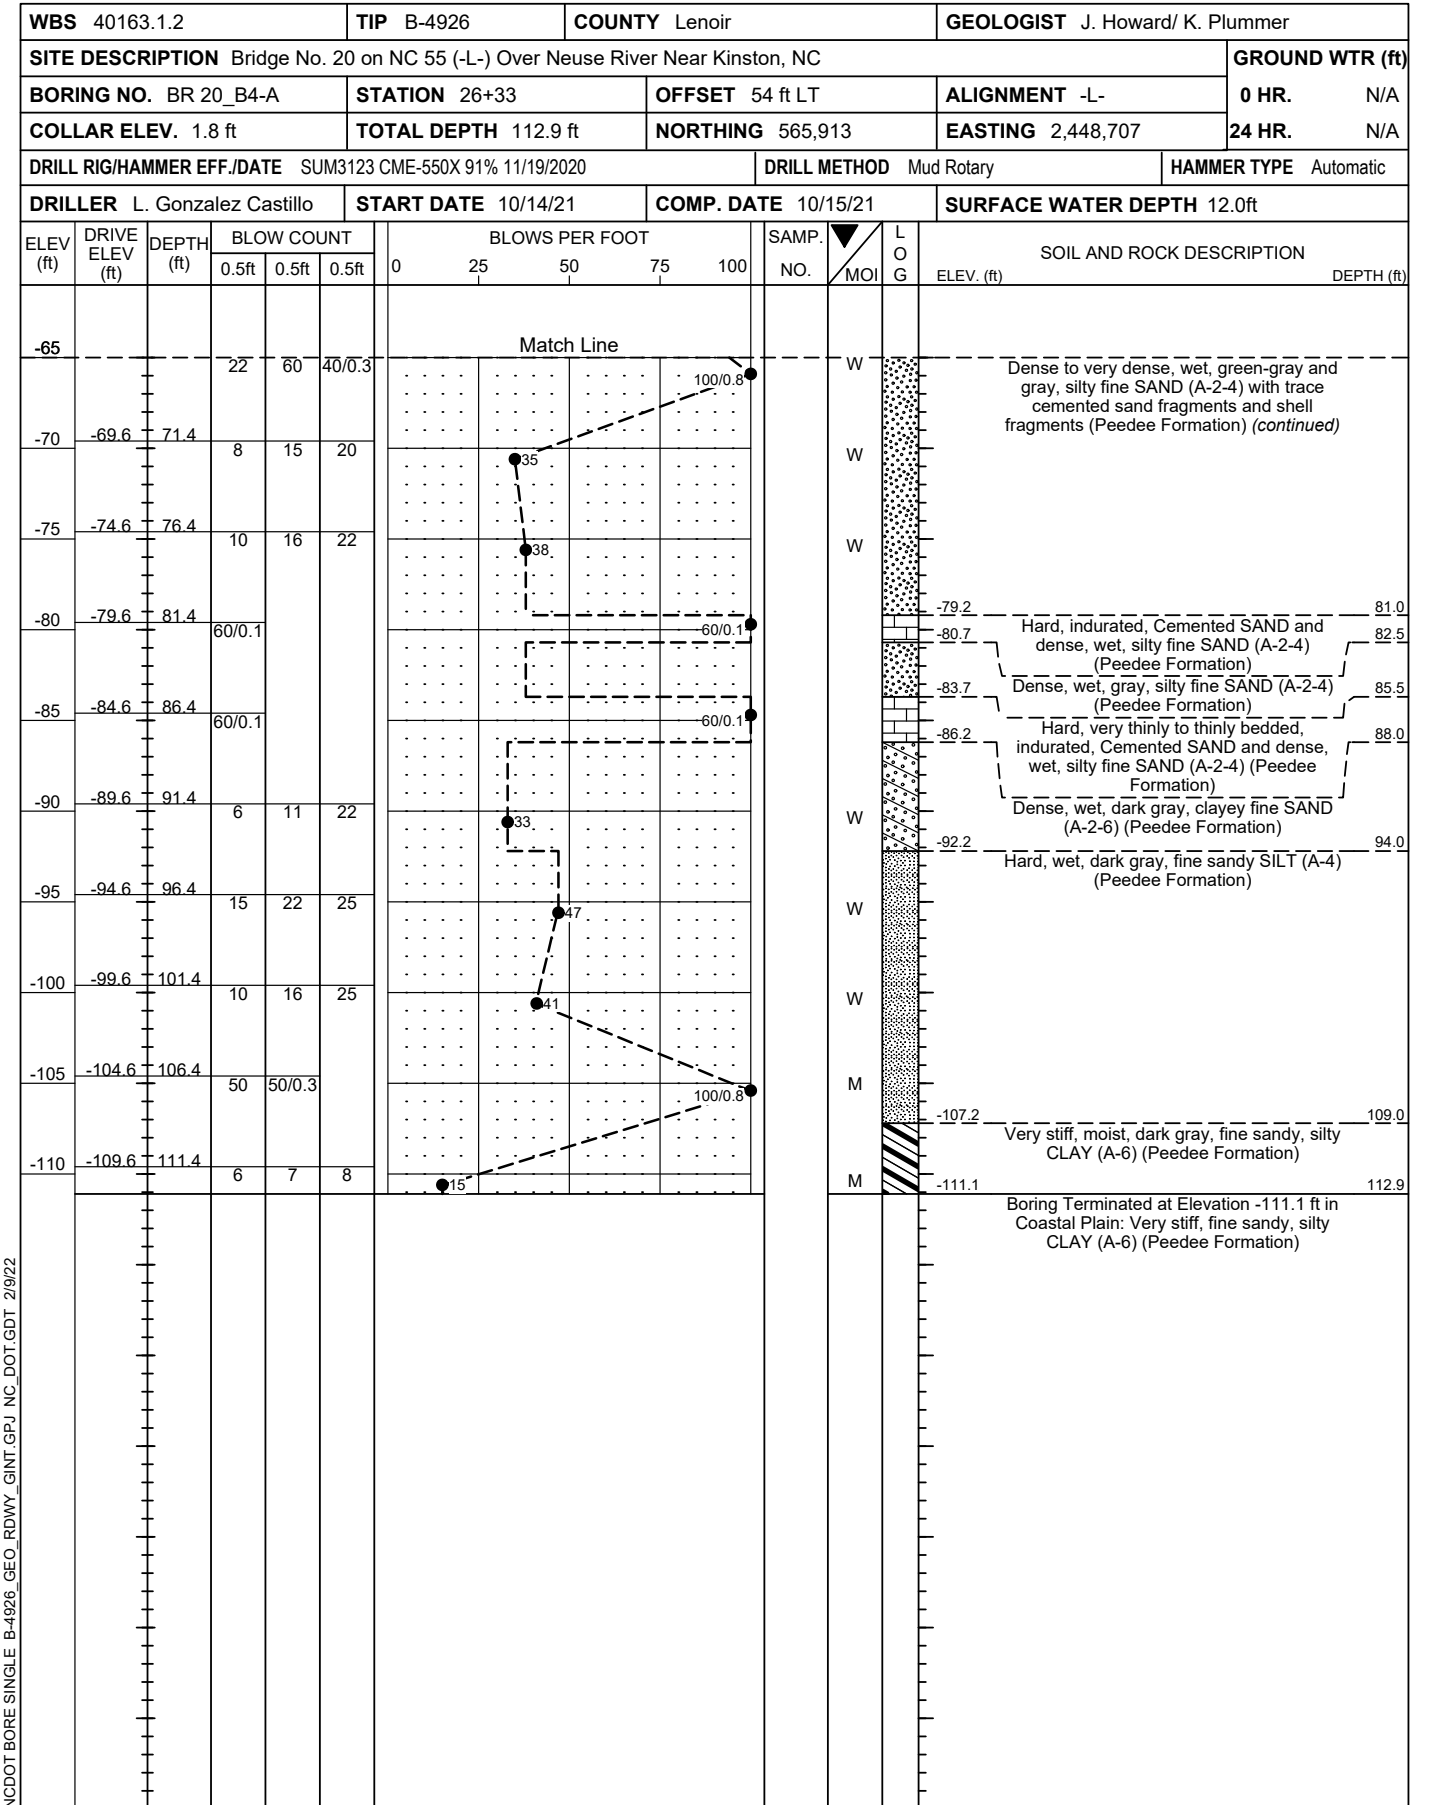 WBS 40163.1.2 TIP B-4926 COUNTY Lenoir GEOLOGIST J. Howard/ K. Plummer
SITE DESCRIPTION Bridge No. 20 on NC 55 (-L-) Over Neuse River Near Kinston, NC GROUND WTR (ft)
BORING NO. BR 20_B4-A STATION 26+33 OFFSET 54 ft LT ALIGNMENT -L- 0 HR. N/A
COLLAR ELEV. 1.8 ft TOTAL DEPTH 112.9 ft NORTHING 565,913 EASTING 2,448,707 24 HR. N/A
DRILL RIG/HAMMER EFF./DATE SUM3123 CME-550X 91% 11/19/2020 DRILL METHOD Mud Rotary HAMMER TYPE Automatic
DRILLER L. Gonzalez Castillo START DATE 10/14/21 COMP. DATE 10/15/21 SURFACE WATER DEPTH 12.0ft
ELEV (ft) DRIVE ELEV (ft) DEPTH (ft) BLOW COUNT BLOWS PER FOOT SAMP. NO. MOI LOG SOIL AND ROCK DESCRIPTION
0.5ft 0.5ft 0.5ft 0 25 50 75 100 ELEV. (ft) DEPTH (ft)
Match Line
-65
22 60 40/0.3 100/0.8 W
Dense to very dense, wet, green-gray and
gray, silty fine SAND (A-2-4) with trace
cemented sand fragments and shell
fragments (Peedee Formation) (continued)
-70 -69.6 71.4
8 15 20 35 W
-75 -74.6 76.4
10 16 22 38 W
-79.2 81.0
-80 -79.6 81.4
60/0.1 60/0.1
Hard, indurated, Cemented SAND and
dense, wet, silty fine SAND (A-2-4)
(Peedee Formation)
-80.7 82.5
Dense, wet, gray, silty fine SAND (A-2-4)
(Peedee Formation)
-83.7 85.5
-85 -84.6 86.4
60/0.1 60/0.1
Hard, very thinly to thinly bedded,
indurated, Cemented SAND and dense,
wet, silty fine SAND (A-2-4) (Peedee
Formation)
-86.2 88.0
-90 -89.6 91.4
6 11 22 33 W
Dense, wet, dark gray, clayey fine SAND
(A-2-6) (Peedee Formation)
-92.2 94.0
Hard, wet, dark gray, fine sandy SILT (A-4)
(Peedee Formation)
-95 -94.6 96.4
15 22 25 47 W
-100 -99.6 101.4
10 16 25 41 W
-105 -104.6 106.4
50 50/0.3 100/0.8 M
-107.2 109.0
Very stiff, moist, dark gray, fine sandy, silty
CLAY (A-6) (Peedee Formation)
-110 -109.6 111.4
6 7 8 15 M
-111.1 112.9
Boring Terminated at Elevation -111.1 ft in
Coastal Plain: Very stiff, fine sandy, silty
CLAY (A-6) (Peedee Formation)
NCDOT BORE SINGLE B-4926_GEO_RDWY_GINT.GPJ NC_DOT.GDT 2/9/22